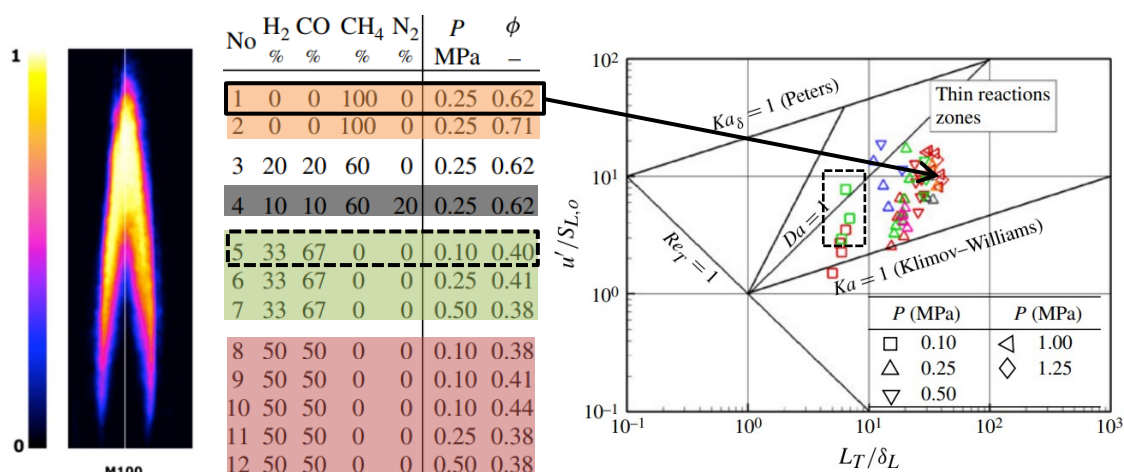 1
0
M100
No H₂ CO CH₄ N₂ P ϕ
% % % % MPa –
1 0 0 100 0 0.25 0.62
2 0 0 100 0 0.25 0.71
3 20 20 60 0 0.25 0.62
4 10 10 60 20 0.25 0.62
5 33 67 0 0 0.10 0.40
6 33 67 0 0 0.25 0.41
7 33 67 0 0 0.50 0.38
8 50 50 0 0 0.10 0.38
9 50 50 0 0 0.10 0.41
10 50 50 0 0 0.10 0.44
11 50 50 0 0 0.25 0.38
12 50 50 0 0 0.50 0.38
10²
10¹
10⁰
10⁻¹
u′/S_L,o
Ka_δ = 1 (Peters)
Thin reactions
zones
Da = 1
Re_T = 1
Ka = 1 (Klimov–Williams)
P (MPa) P (MPa)
0.10 1.00
0.25 1.25
0.50
10⁻¹ 10⁰ 10¹ 10² 10³
L_T/δ_L